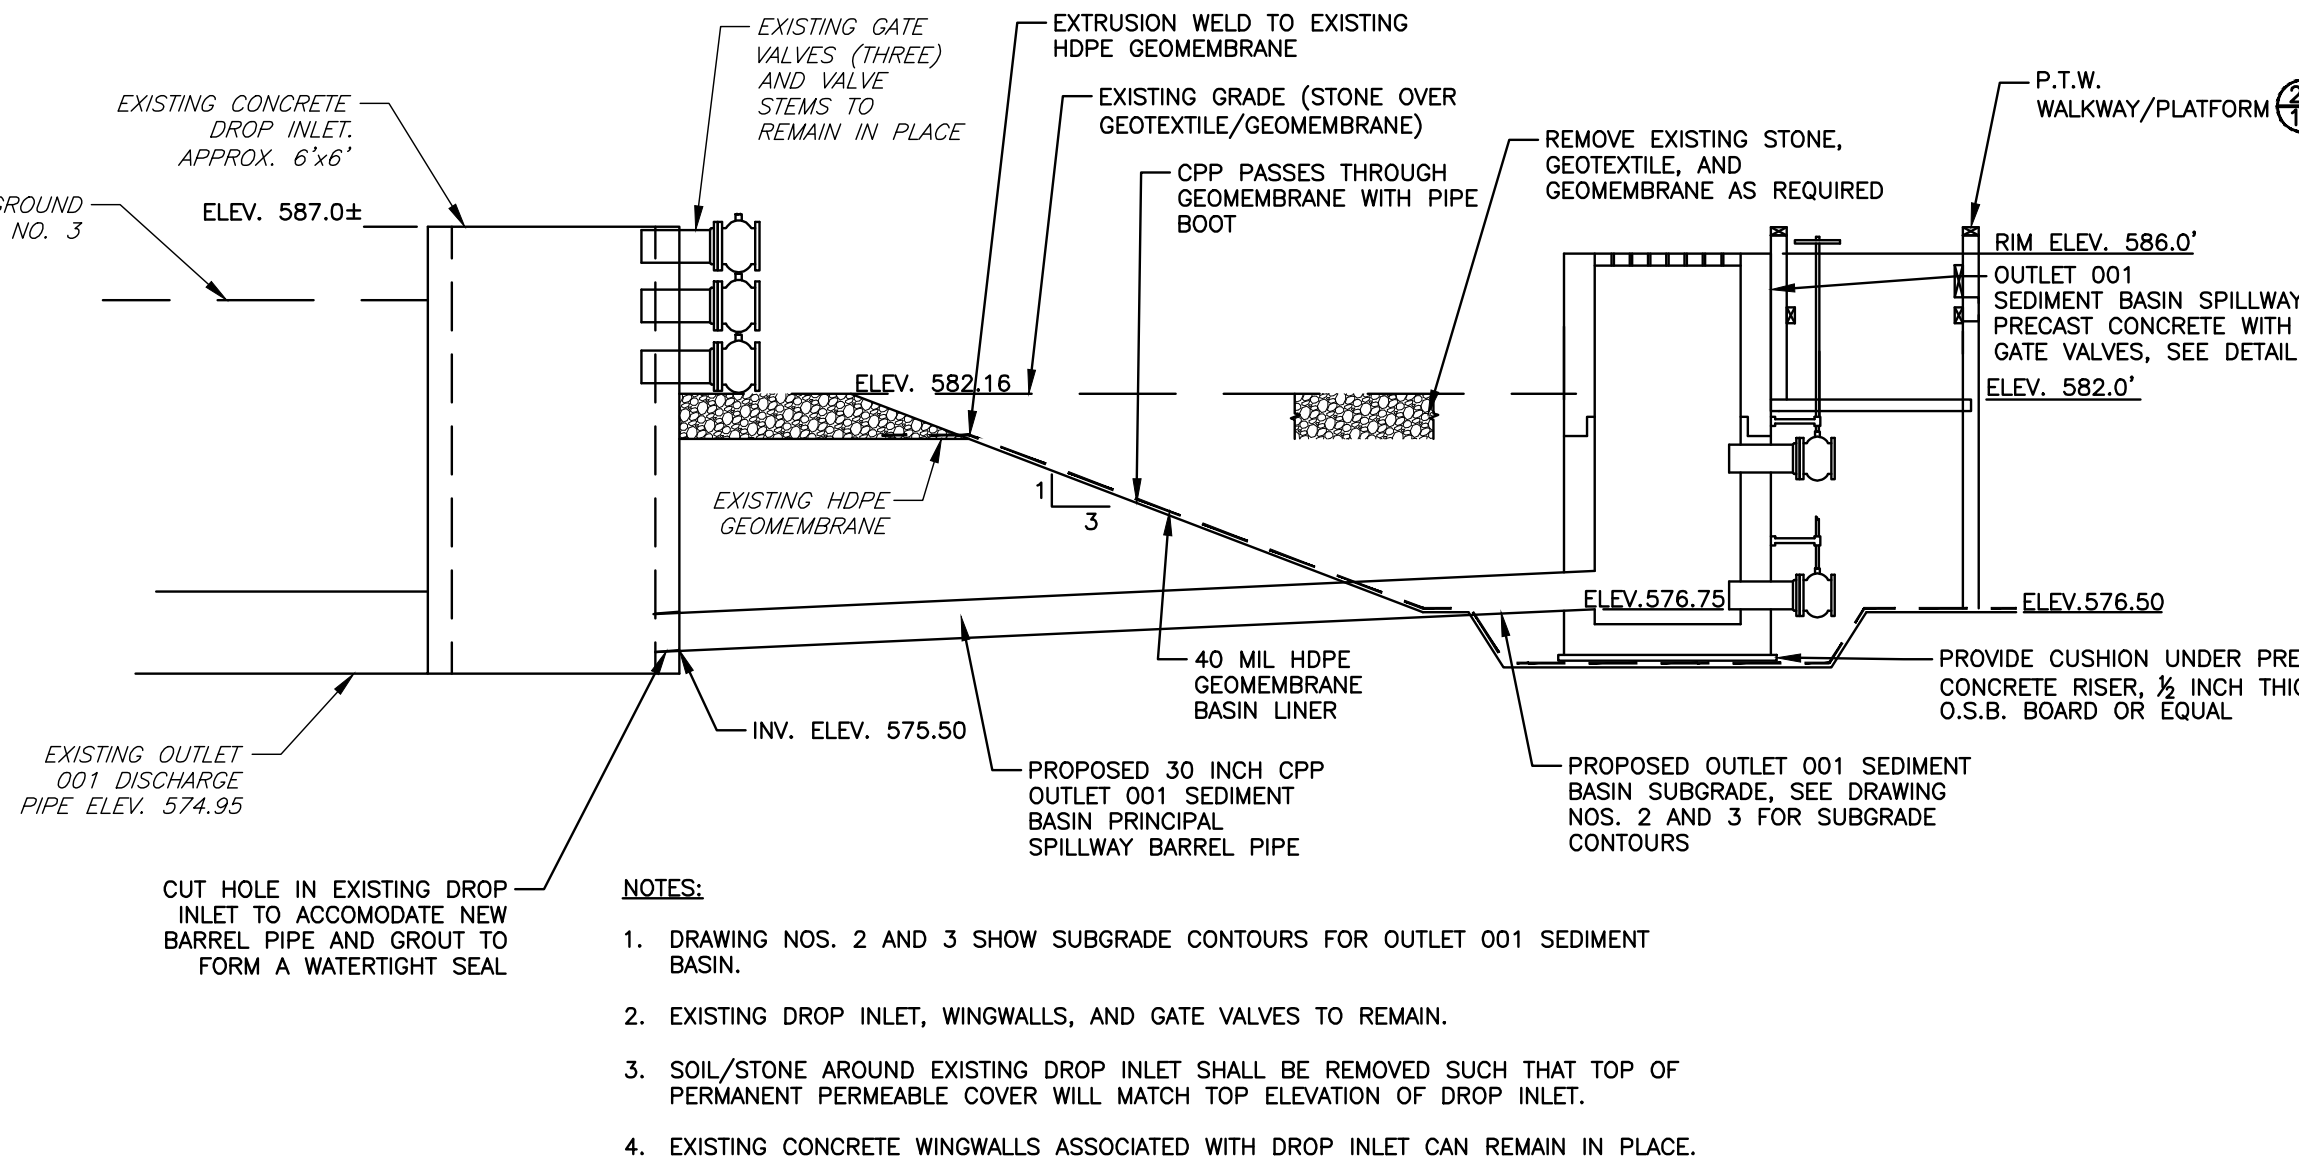 EXISTING GATE
VALVES (THREE)
AND VALVE
STEMS TO
REMAIN IN PLACE
EXTRUSION WELD TO EXISTING
HDPE GEOMEMBRANE
EXISTING CONCRETE
DROP INLET.
APPROX. 6'x6'
EXISTING GRADE (STONE OVER
GEOTEXTILE/GEOMEMBRANE)
P.T.W.
WALKWAY/PLATFORM
2
1
REMOVE EXISTING STONE,
GEOTEXTILE, AND
GEOMEMBRANE AS REQUIRED
CPP PASSES THROUGH
GEOMEMBRANE WITH PIPE
BOOT
GROUND
NO. 3
ELEV. 587.0±
RIM ELEV. 586.0'
OUTLET 001
SEDIMENT BASIN SPILLWAY
PRECAST CONCRETE WITH
GATE VALVES, SEE DETAIL
ELEV. 582.16
ELEV. 582.0'
EXISTING HDPE
GEOMEMBRANE
1
3
ELEV.576.75
ELEV.576.50
40 MIL HDPE
GEOMEMBRANE
BASIN LINER
PROVIDE CUSHION UNDER PRE
CONCRETE RISER, ½ INCH THIC
O.S.B. BOARD OR EQUAL
INV. ELEV. 575.50
EXISTING OUTLET
001 DISCHARGE
PIPE ELEV. 574.95
PROPOSED 30 INCH CPP
OUTLET 001 SEDIMENT
BASIN PRINCIPAL
SPILLWAY BARREL PIPE
PROPOSED OUTLET 001 SEDIMENT
BASIN SUBGRADE, SEE DRAWING
NOS. 2 AND 3 FOR SUBGRADE
CONTOURS
CUT HOLE IN EXISTING DROP
INLET TO ACCOMODATE NEW
BARREL PIPE AND GROUT TO
FORM A WATERTIGHT SEAL
NOTES:
1. DRAWING NOS. 2 AND 3 SHOW SUBGRADE CONTOURS FOR OUTLET 001 SEDIMENT
BASIN.
2. EXISTING DROP INLET, WINGWALLS, AND GATE VALVES TO REMAIN.
3. SOIL/STONE AROUND EXISTING DROP INLET SHALL BE REMOVED SUCH THAT TOP OF
PERMANENT PERMEABLE COVER WILL MATCH TOP ELEVATION OF DROP INLET.
4. EXISTING CONCRETE WINGWALLS ASSOCIATED WITH DROP INLET CAN REMAIN IN PLACE.